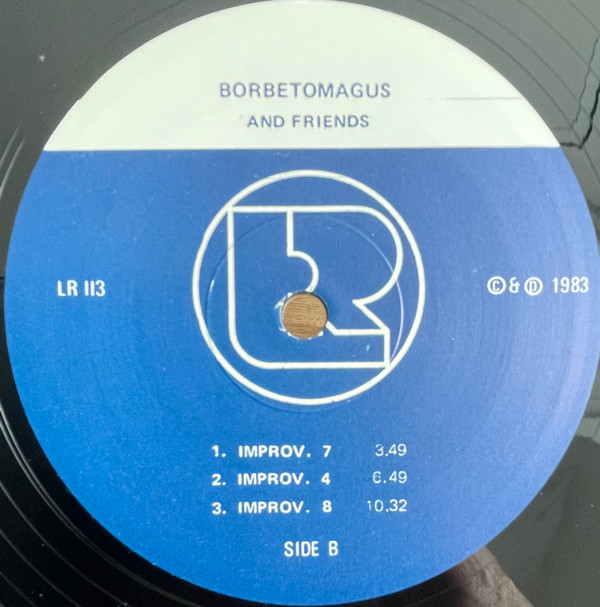 BORBETOMAGUS
AND FRIENDS
LR 113
Ⓒ & Ⓟ 1983
1. IMPROV. 7 3.49
2. IMPROV. 4 6.49
3. IMPROV. 8 10.32
SIDE B